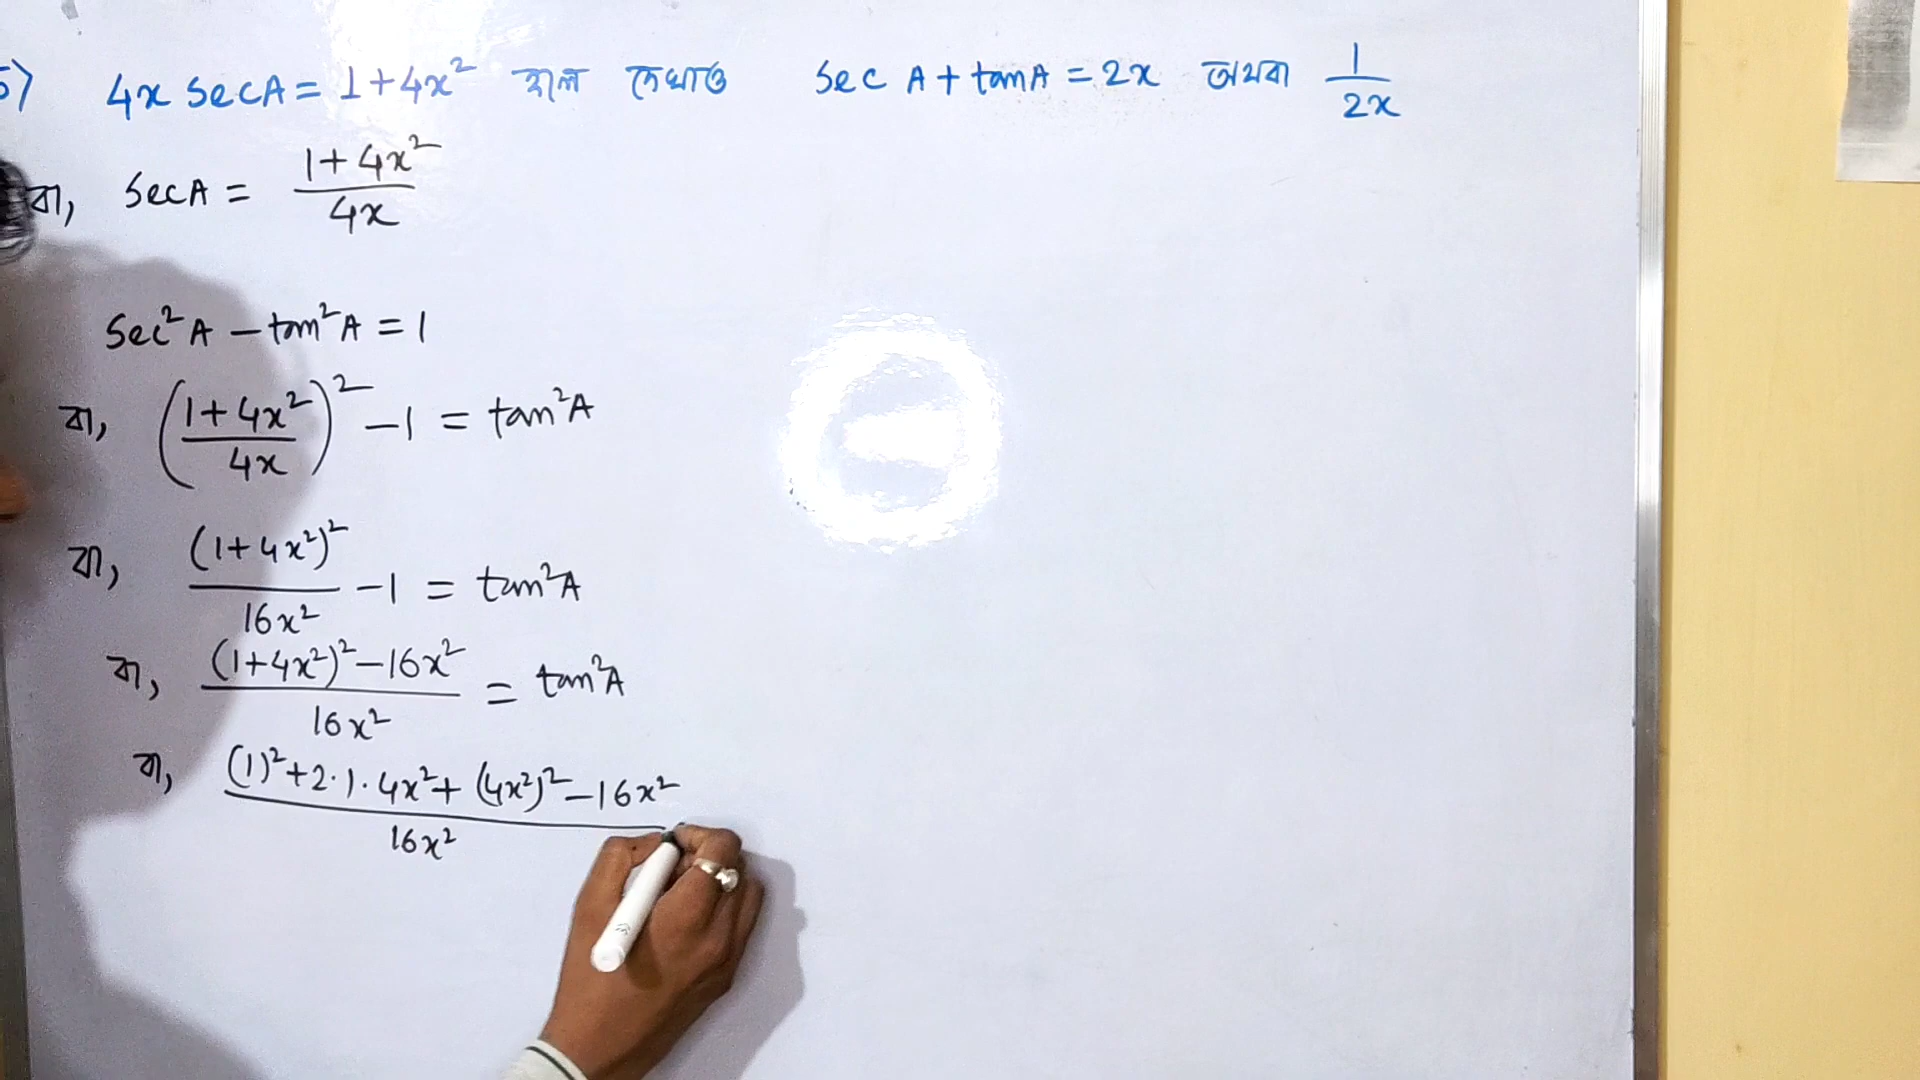 5) 4x secA = 1+4x² হলে দেখাও sec A + tanA = 2x অথবা 1/2x
বা, secA = (1+4x²)/4x
sec²A − tan²A = 1
বা, ((1+4x²)/4x)² − 1 = tan²A
বা, (1+4x²)²/16x² − 1 = tan²A
বা, ((1+4x²)² − 16x²)/16x² = tan²A
বা, ((1)² + 2·1·4x² + (4x²)² − 16x²)/16x²